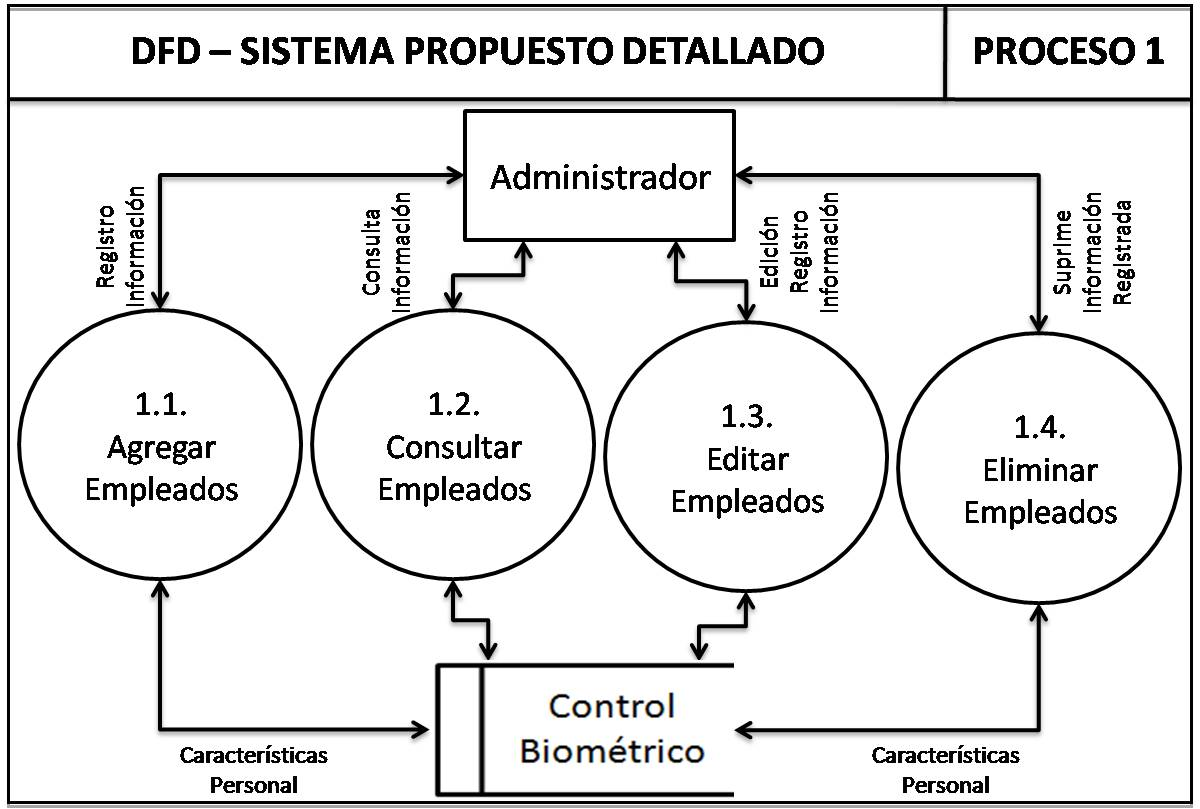 DFD – SISTEMA PROPUESTO DETALLADO
PROCESO 1
Administrador
Registro
Información
Consulta
Información
Edición
Registro
Información
Suprime
Información
Registrada
1.1.
Agregar
Empleados
1.2.
Consultar
Empleados
1.3.
Editar
Empleados
1.4.
Eliminar
Empleados
Control
Biométrico
Características
Personal
Características
Personal